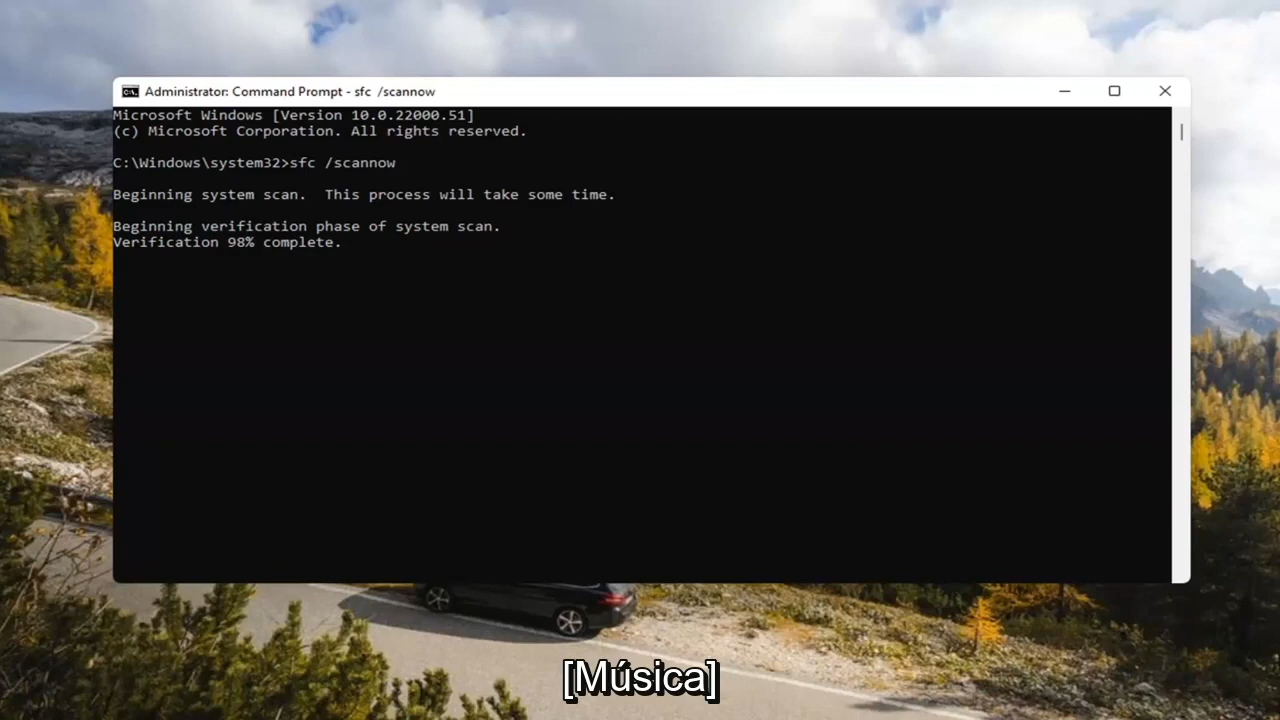 Administrator: Command Prompt - sfc  /scannow
Microsoft Windows [Version 10.0.22000.51]
(c) Microsoft Corporation. All rights reserved.
C:\Windows\system32>sfc /scannow
Beginning system scan.  This process will take some time.
Beginning verification phase of system scan.
Verification 98% complete.
[Música]